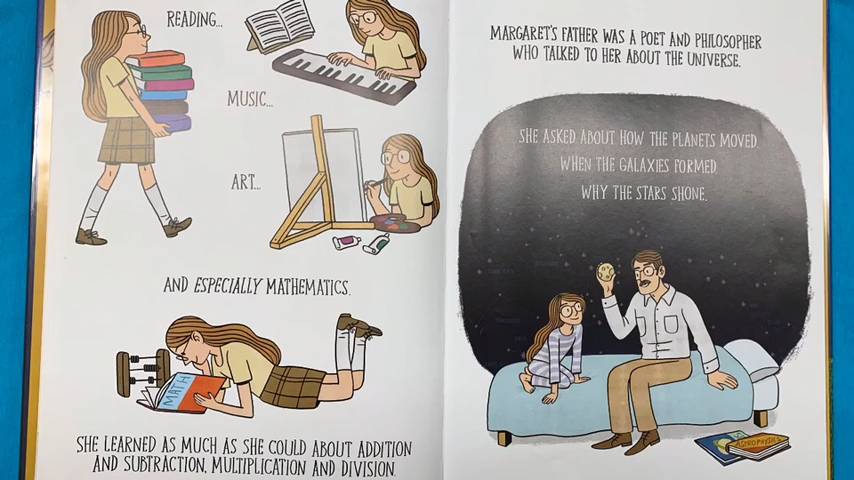 READING...
MUSIC...
ART...
AND ESPECIALLY MATHEMATICS.
MATH
SHE LEARNED AS MUCH AS SHE COULD ABOUT ADDITION
AND SUBTRACTION, MULTIPLICATION AND DIVISION.
MARGARET'S FATHER WAS A POET AND PHILOSOPHER
WHO TALKED TO HER ABOUT THE UNIVERSE.
SHE ASKED ABOUT HOW THE PLANETS MOVED,
WHEN THE GALAXIES FORMED,
WHY THE STARS SHONE.
ASTROPHYSICS